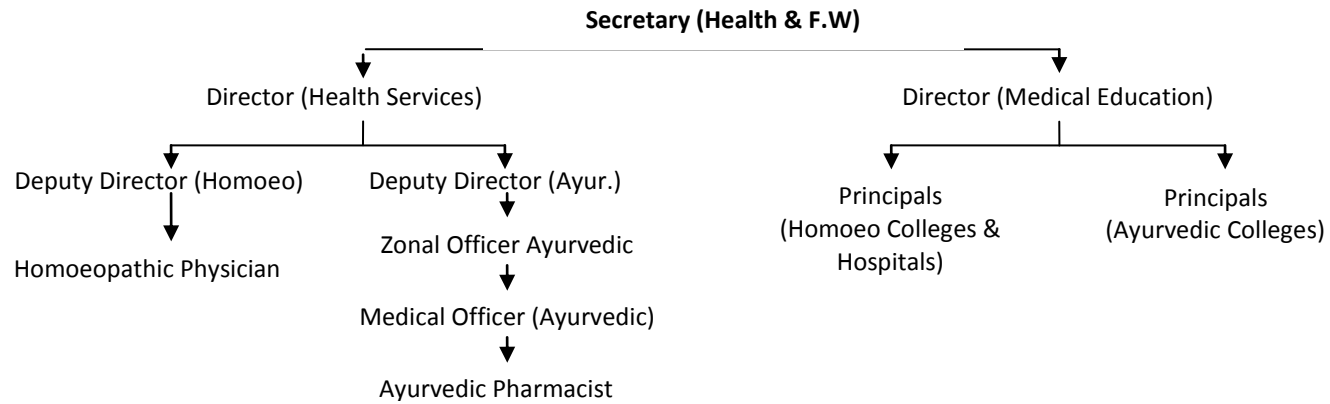 Secretary (Health & F.W)
Director (Health Services)
Director (Medical Education)
Deputy Director (Homoeo)
Deputy Director (Ayur.)
Principals
(Homoeo Colleges &
Hospitals)
Principals
(Ayurvedic Colleges)
Zonal Officer Ayurvedic
Homoeopathic Physician
Medical Officer (Ayurvedic)
Ayurvedic Pharmacist